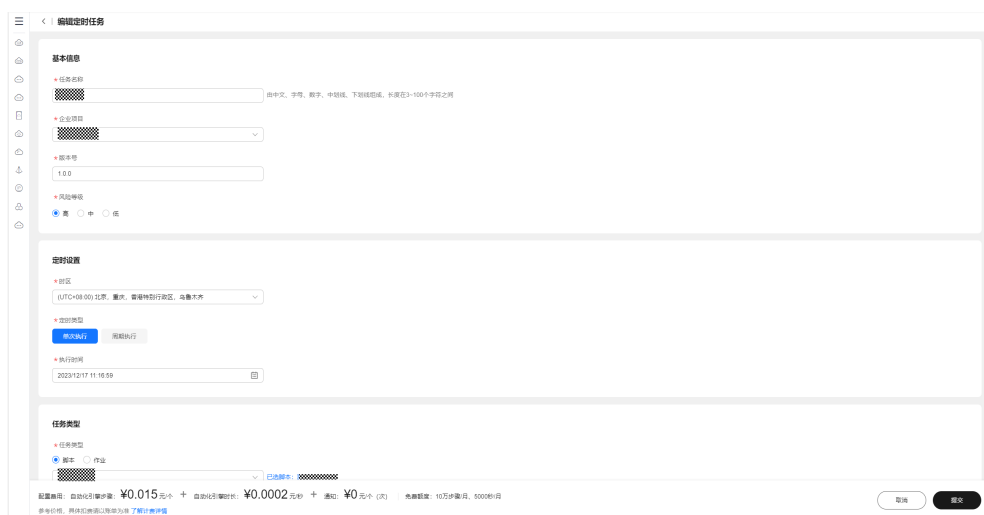 编辑定时任务
基本信息
* 任务名称
由中文、字母、数字、中划线、下划线组成，长度在3~100个字符之间
* 企业项目
* 版本号
1.0.0
* 风险等级
高 中 低
定时设置
* 时区
(UTC+08:00) 北京，重庆，香港特别行政区，乌鲁木齐
* 定时类型
单次执行 周期执行
* 执行时间
2023/12/17 11:16:59
任务类型
* 任务类型
脚本 作业
已选脚本：
配置费用： 自动化引擎步骤： ¥0.015 元/个 + 自动化引擎时长： ¥0.0002 元/秒 + 通知： ¥0 元/个 (次) 免费额度：10万步骤/月，5000秒/月
参考价格，具体扣费请以账单为准 了解计费详情
取消 提交